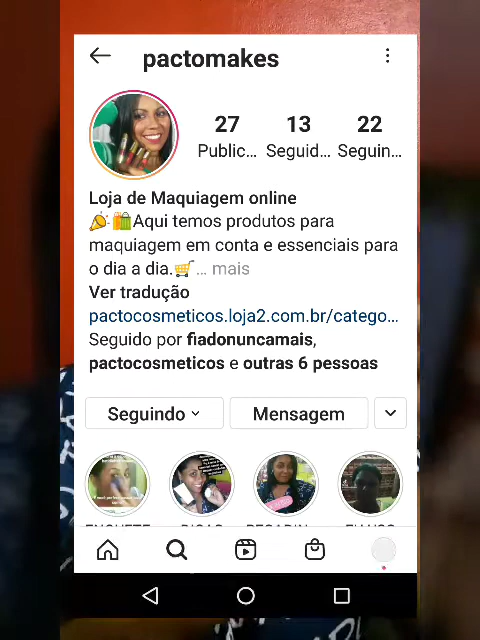 pactomakes
27 13 22
Public... Seguid... Seguin...
Loja de Maquiagem online
🎉🛍️Aqui temos produtos para
maquiagem em conta e essenciais para
o dia a dia.🛒... mais
Ver tradução
pactocosmeticos.loja2.com.br/catego...
Seguido por fiadonuncamais,
pactocosmeticos e outras 6 pessoas
Seguindo
Mensagem